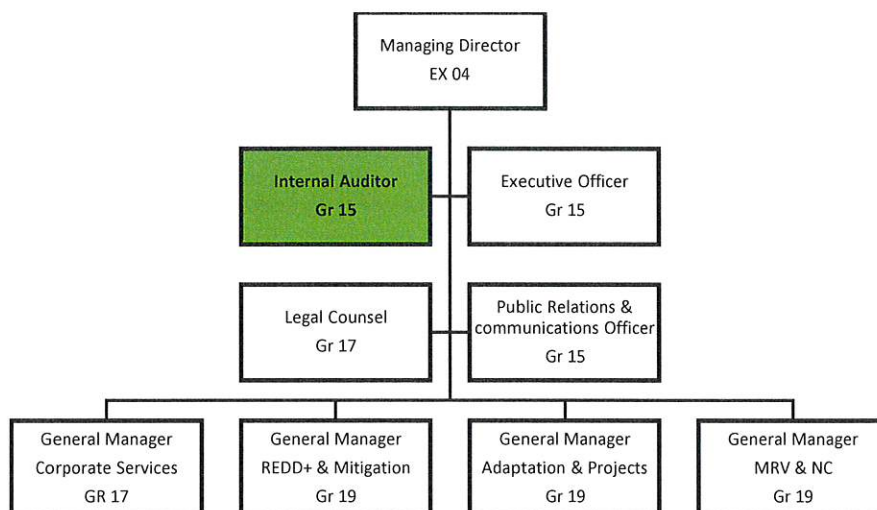 Managing Director
EX 04
Internal Auditor
Gr 15
Executive Officer
Gr 15
Legal Counsel
Gr 17
Public Relations &
communications Officer
Gr 15
General Manager
Corporate Services
GR 17
General Manager
REDD+ & Mitigation
Gr 19
General Manager
Adaptation & Projects
Gr 19
General Manager
MRV & NC
Gr 19